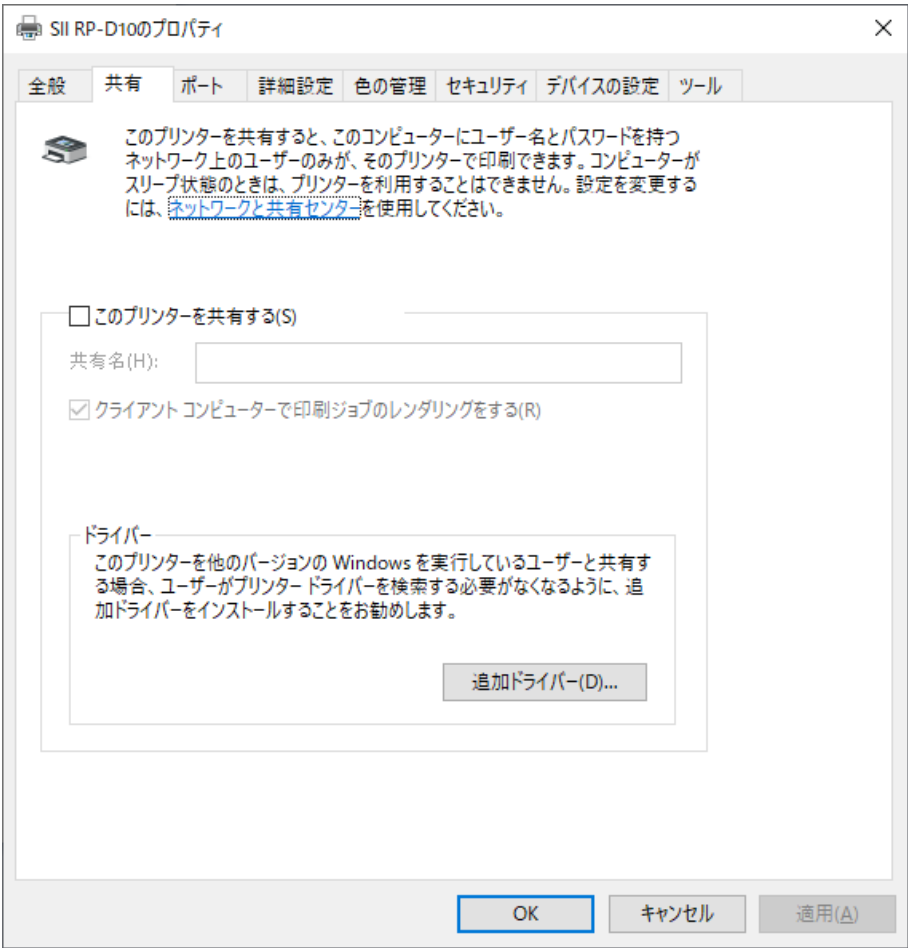 SII RP-D10のプロパティ
全般
共有
ポート
詳細設定
色の管理
セキュリティ
デバイスの設定
ツール
このプリンターを共有すると、このコンピューターにユーザー名とパスワードを持つ
ネットワーク上のユーザーのみが、そのプリンターで印刷できます。コンピューターが
スリープ状態のときは、プリンターを利用することはできません。設定を変更する
には、ネットワークと共有センターを使用してください。
このプリンターを共有する(S)
共有名(H):
クライアント コンピューターで印刷ジョブのレンダリングをする(R)
ドライバー
このプリンターを他のバージョンの Windows を実行しているユーザーと共有す
る場合、ユーザーがプリンター ドライバーを検索する必要がなくなるように、追
加ドライバーをインストールすることをお勧めします。
追加ドライバー(D)...
OK
キャンセル
適用(A)